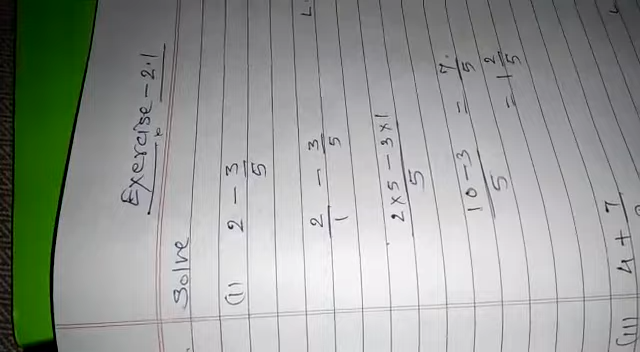 Exercise - 2.1
Solve
(i) 2 - 3/5
2/1 - 3/5
2×5 - 3×1/5
10-3/5 = 7/5
= 1 2/5
(ii) 4 + 7